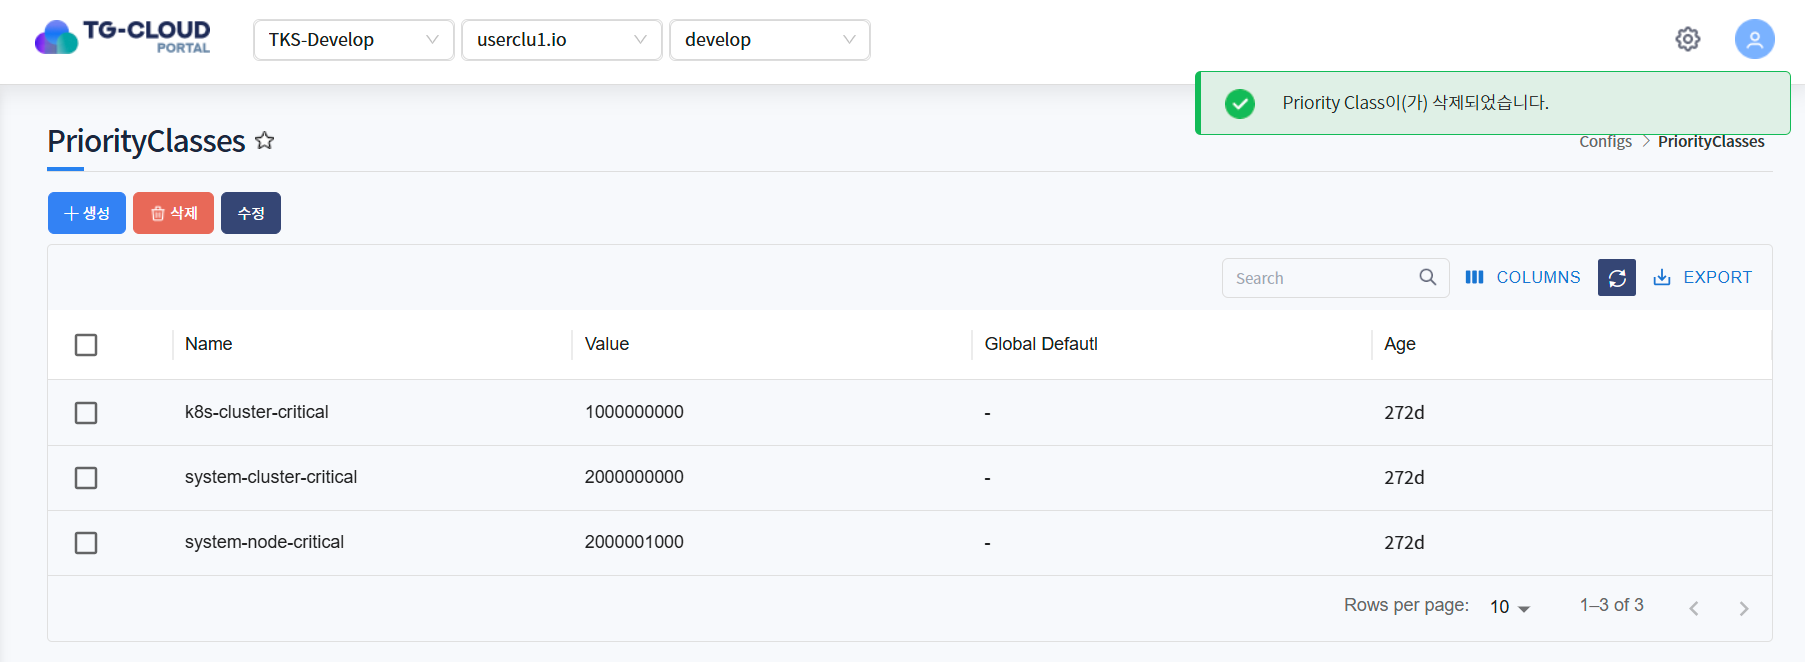 TG-CLOUD
PORTAL
TKS-Develop
userclu1.io
develop
Priority Class이(가) 삭제되었습니다.
PriorityClasses
Configs > PriorityClasses
생성
삭제
수정
Search
COLUMNS
EXPORT
Name Value Global Defautl Age
k8s-cluster-critical 1000000000 - 272d
system-cluster-critical 2000000000 - 272d
system-node-critical 2000001000 - 272d
Rows per page: 10 1–3 of 3